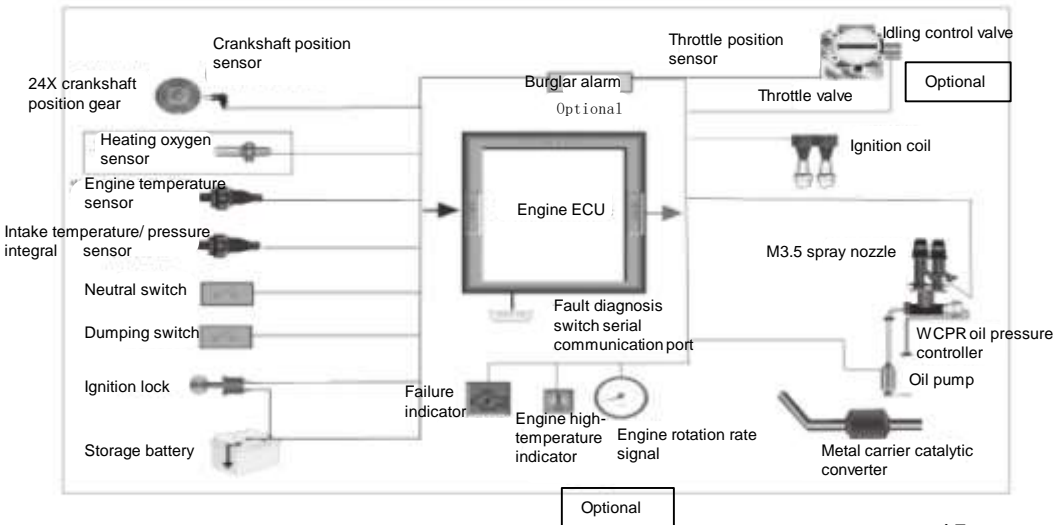 Crankshaft position
sensor
24X crankshaft
position gear
Heating oxygen
sensor
Engine temperature
sensor
Intake temperature/ pressure
integral sensor
Neutral switch
Dumping switch
Ignition lock
Storage battery
Burglar alarm
Optional
Engine ECU
Fault diagnosis
switch serial
communication port
Failure
indicator
Engine high-
temperature
indicator
Engine rotation rate
signal
Optional
Throttle position
sensor
Idling control valve
Throttle valve
Optional
Ignition coil
M3.5 spray nozzle
WCPR oil pressure
controller
Oil pump
Metal carrier catalytic
converter